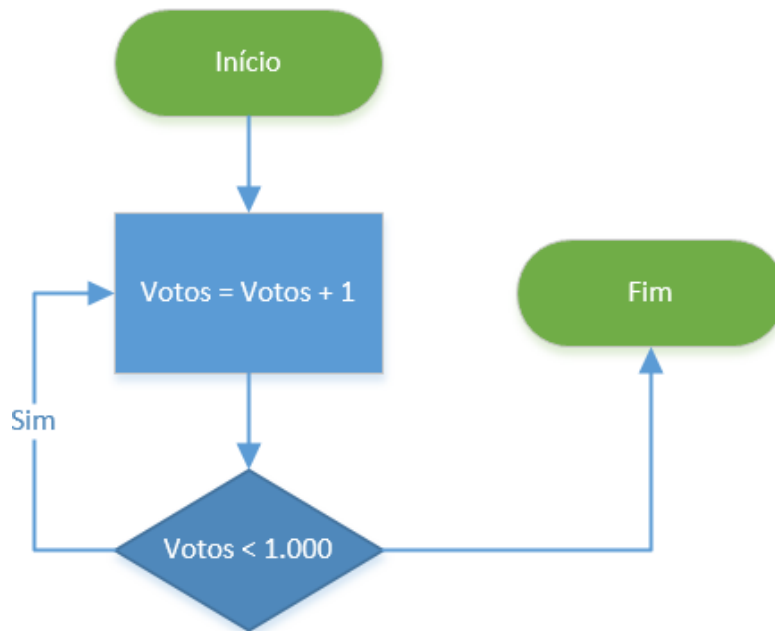 Início
Votos = Votos + 1
Fim
Sim
Votos < 1.000